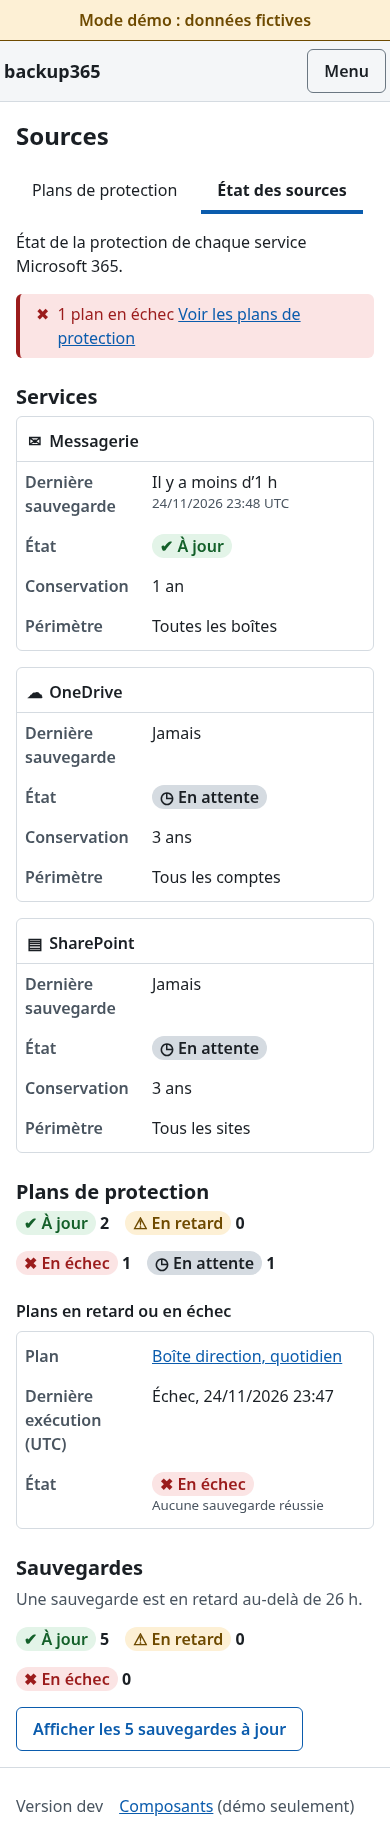 Mode démo : données fictives
backup365
Menu
Sources
Plans de protection
État des sources
État de la protection de chaque service
Microsoft 365.
✖ 1 plan en échec Voir les plans de
protection
Services
✉ Messagerie
Dernière
sauvegarde
Il y a moins d’1 h
24/11/2026 23:48 UTC
État
✔ À jour
Conservation
1 an
Périmètre
Toutes les boîtes
☁ OneDrive
Dernière
sauvegarde
Jamais
État
◷ En attente
Conservation
3 ans
Périmètre
Tous les comptes
▤ SharePoint
Dernière
sauvegarde
Jamais
État
◷ En attente
Conservation
3 ans
Périmètre
Tous les sites
Plans de protection
✔ À jour 2 ⚠ En retard 0
✖ En échec 1 ◷ En attente 1
Plans en retard ou en échec
Plan
Boîte direction, quotidien
Dernière
exécution
(UTC)
Échec, 24/11/2026 23:47
État
✖ En échec
Aucune sauvegarde réussie
Sauvegardes
Une sauvegarde est en retard au-delà de 26 h.
✔ À jour 5 ⚠ En retard 0
✖ En échec 0
Afficher les 5 sauvegardes à jour
Version dev Composants (démo seulement)